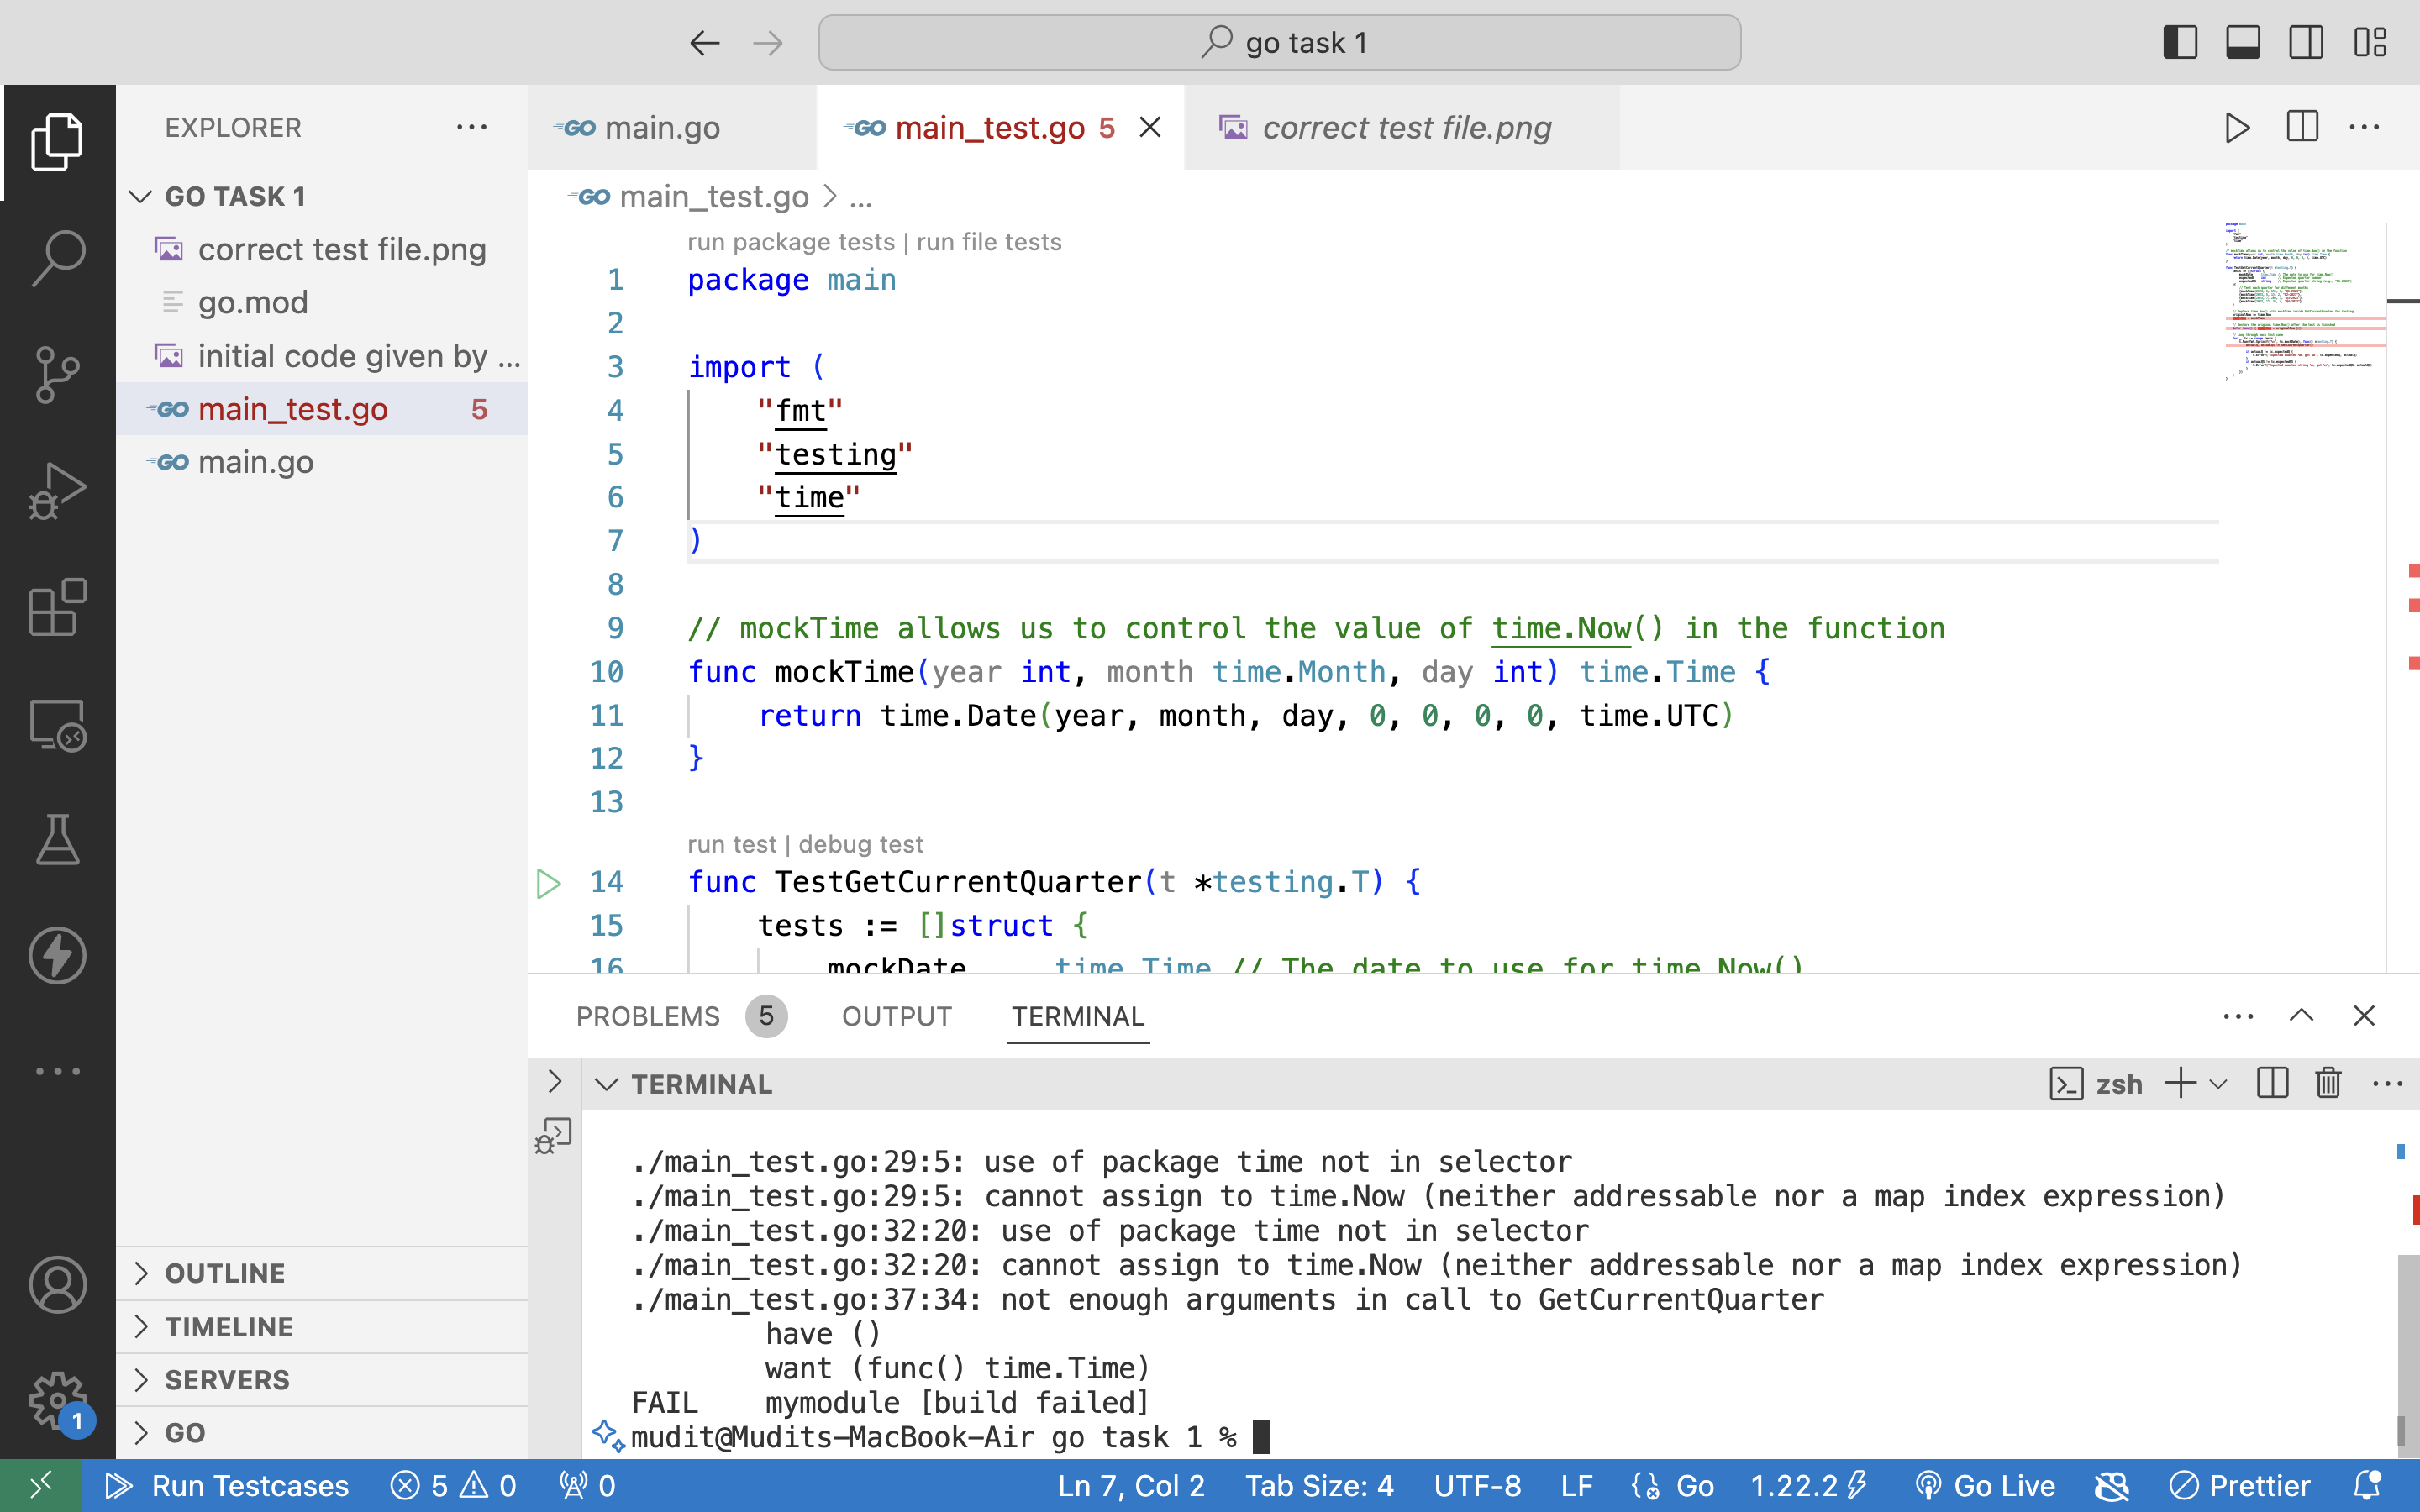 go task 1
EXPLORER
main.go
main_test.go 5
correct test file.png
GO TASK 1
correct test file.png
go.mod
initial code given by ...
main_test.go 5
main.go
OUTLINE
TIMELINE
SERVERS
GO
main_test.go > ...
run package tests | run file tests
1 package main
2
3 import (
4 "fmt"
5 "testing"
6 "time"
7 )
8
9 // mockTime allows us to control the value of time.Now() in the function
10 func mockTime(year int, month time.Month, day int) time.Time {
11 return time.Date(year, month, day, 0, 0, 0, 0, time.UTC)
12 }
13
run test | debug test
14 func TestGetCurrentQuarter(t *testing.T) {
15 tests := []struct {
16 mockDate time.Time // The date to use for time.Now()
PROBLEMS 5 OUTPUT TERMINAL
TERMINAL
zsh
./main_test.go:29:5: use of package time not in selector
./main_test.go:29:5: cannot assign to time.Now (neither addressable nor a map index expression)
./main_test.go:32:20: use of package time not in selector
./main_test.go:32:20: cannot assign to time.Now (neither addressable nor a map index expression)
./main_test.go:37:34: not enough arguments in call to GetCurrentQuarter
have ()
want (func() time.Time)
FAIL mymodule [build failed]
mudit@Mudits-MacBook-Air go task 1 %
1
Run Testcases 5 0 0 Ln 7, Col 2 Tab Size: 4 UTF-8 LF Go 1.22.2 Go Live Prettier